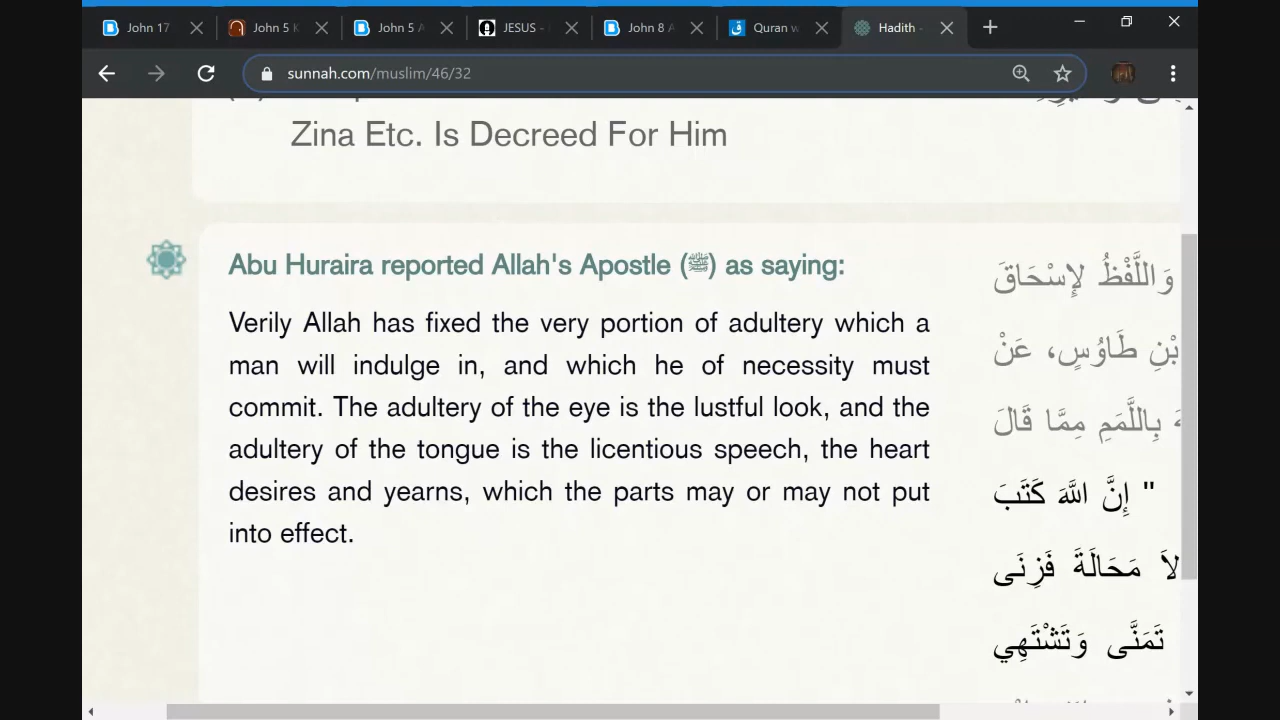 John 17
John 5 K
John 5 A
JESUS -
John 8 A
Quran w
Hadith -
sunnah.com/muslim/46/32
Zina Etc. Is Decreed For Him
Abu Huraira reported Allah's Apostle (ﷺ) as saying:
Verily Allah has fixed the very portion of adultery which a
man will indulge in, and which he of necessity must
commit. The adultery of the eye is the lustful look, and the
adultery of the tongue is the licentious speech, the heart
desires and yearns, which the parts may or may not put
into effect.
وَاللَّفْظُ لإِسْحَاقَ
بْنِ طَاوُسٍ، عَنْ
بِاللَّمَمِ مِمَّا قَالَ
" إِنَّ اللَّهَ كَتَبَ
لاَ مَحَالَةَ فَزِنَى
تَمَنَّى وَتَشْتَهِي